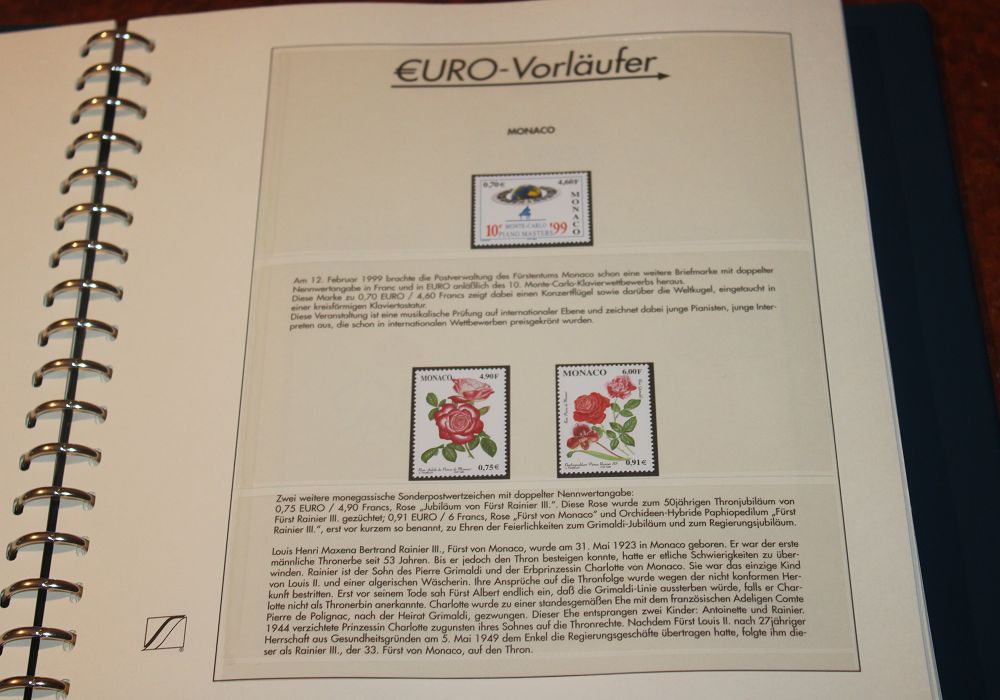 €URO-Vorläufer
MONACO
0,70€ 4,60F
MONACO
10e MONTE-CARLO '99
PIANO MASTERS
Am 12. Februar 1999 brachte die Postverwaltung des Fürstentums Monaco schon eine weitere Briefmarke mit doppelter
Nennwertangabe in Franc und in EURO anläßlich des 10. Monte-Carlo-Klavierwettbewerbs heraus.
Diese Marke zu 0,70 EURO / 4,60 Francs zeigt dabei einen Konzertflügel sowie darüber die Weltkugel, eingetaucht in
einer kreisförmigen Klaviertastatur.
Diese Veranstaltung ist eine musikalische Prüfung auf internationaler Ebene und zeichnet dabei junge Pianisten, junge Inter-
preten aus, die schon in internationalen Wettbewerben preisgekrönt wurden.
MONACO 4,90F
0,75€
MONACO 6,00F
0,91€
Zwei weitere monegassische Sonderpostwertzeichen mit doppelter Nennwertangabe:
0,75 EURO / 4,90 Francs, Rose „Jubiläum von Fürst Rainier III.". Diese Rose wurde zum 50jährigen Thronjubiläum von
Fürst Rainier III. gezüchtet; 0,91 EURO / 6 Francs, Rose „Fürst von Monaco" und Orchideen-Hybride Paphiopedilum „Fürst
Rainier III.", erst vor kurzem so benannt, zu Ehren der Feierlichkeiten zum Grimaldi-Jubiläum und zum Regierungsjubiläum.
Louis Henri Maxena Bertrand Rainier III., Fürst von Monaco, wurde am 31. Mai 1923 in Monaco geboren. Er war der erste
männliche Thronerbe seit 53 Jahren. Bis er jedoch den Thron besteigen konnte, hatte er etliche Schwierigkeiten zu über-
winden. Rainier ist der Sohn des Pierre Grimaldi und der Erbprinzessin Charlotte von Monaco. Sie war das einzige Kind
von Louis II. und einer algerischen Wäscherin. Ihre Ansprüche auf die Thronfolge wurde wegen der nicht konformen Her-
kunft bestritten. Erst vor seinem Tode sah Fürst Albert endlich ein, daß die Grimaldi-Linie aussterben würde, falls er Char-
lotte nicht als Thronerbin anerkannte. Charlotte wurde zu einer standesgemäßen Ehe mit dem französischen Adeligen Comte
Pierre de Polignac, nach der Heirat Grimaldi, gezwungen. Dieser Ehe entsprangen zwei Kinder: Antoinette und Rainier.
1944 verzichtete Prinzessin Charlotte zugunsten ihres Sohnes auf die Thronrechte. Nachdem Fürst Louis II. nach 27jähriger
Herrschaft aus Gesundheitsgründen am 5. Mai 1949 dem Enkel die Regierungsgeschäfte übertragen hatte, folgte ihm die-
ser als Rainier III., der 33. Fürst von Monaco, auf den Thron.